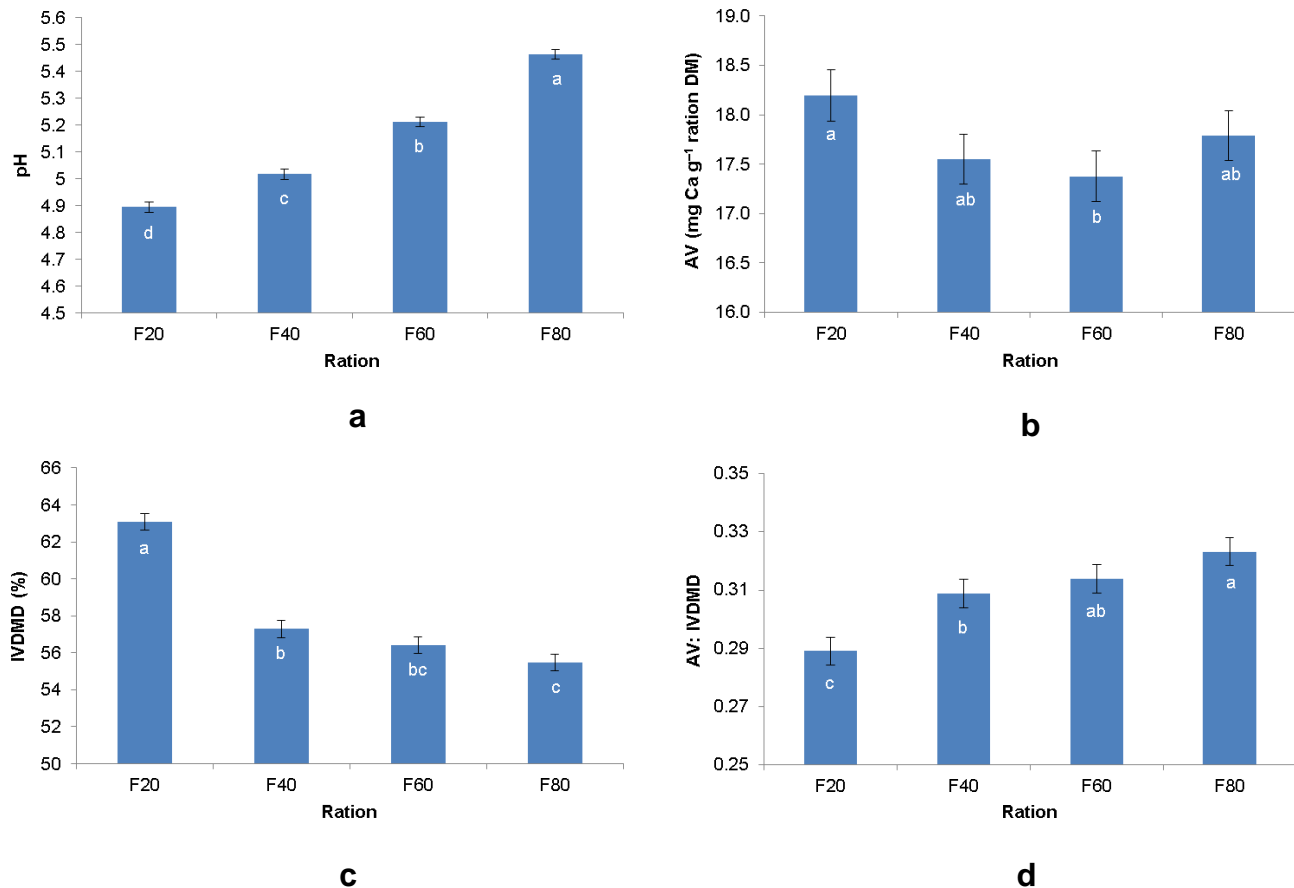 pH
5.6
5.5
5.4
5.3
5.2
5.1
5
4.9
4.8
4.7
4.6
4.5
d
c
b
a
F20 F40 F60 F80
Ration
a
AV (mg Ca g⁻¹ ration DM)
19.0
18.5
18.0
17.5
17.0
16.5
16.0
a
ab
b
ab
F20 F40 F60 F80
Ration
b
IVDMD (%)
66
64
62
60
58
56
54
52
50
a
b
bc
c
F20 F40 F60 F80
Ration
c
AV: IVDMD
0.35
0.33
0.31
0.29
0.27
0.25
c
b
ab
a
F20 F40 F60 F80
Ration
d